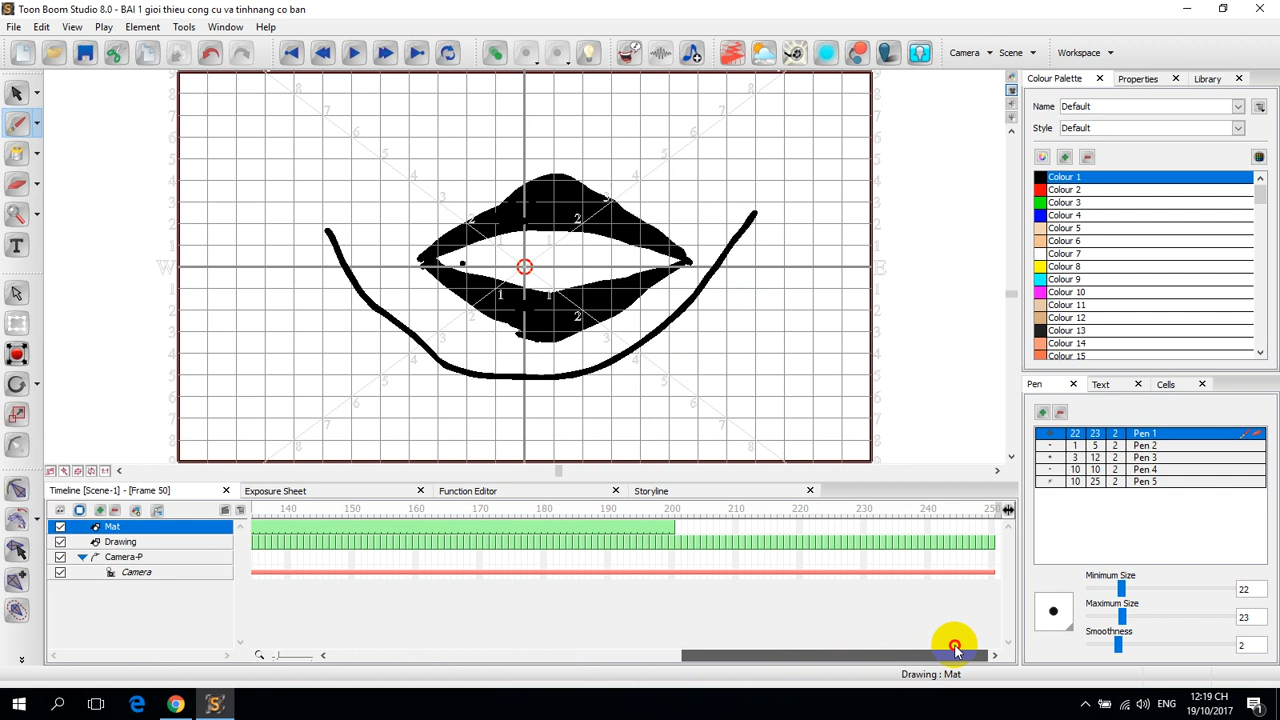 Toon Boom Studio 8.0 - BAI 1 gioi thieu cong cu va tinhnang co ban
File Edit View Play Element Tools Window Help
Camera Scene Workspace
Colour Palette Properties Library
Name Default
Style Default
Colour 1
Colour 2
Colour 3
Colour 4
Colour 5
Colour 6
Colour 7
Colour 8
Colour 9
Colour 10
Colour 11
Colour 12
Colour 13
Colour 14
Colour 15
W E
Pen Text Cells
22 23 2 Pen 1
1 5 2 Pen 2
3 12 2 Pen 3
10 10 2 Pen 4
10 25 2 Pen 5
Minimum Size
22
Maximum Size
23
Smoothness
2
Timeline [Scene-1] - [Frame 50] Exposure Sheet Function Editor Storyline
140 150 160 170 180 190 200 210 220 230 240 250
Mat
Drawing
Camera-P
Camera
Drawing : Mat
ENG
12:19 CH
19/10/2017